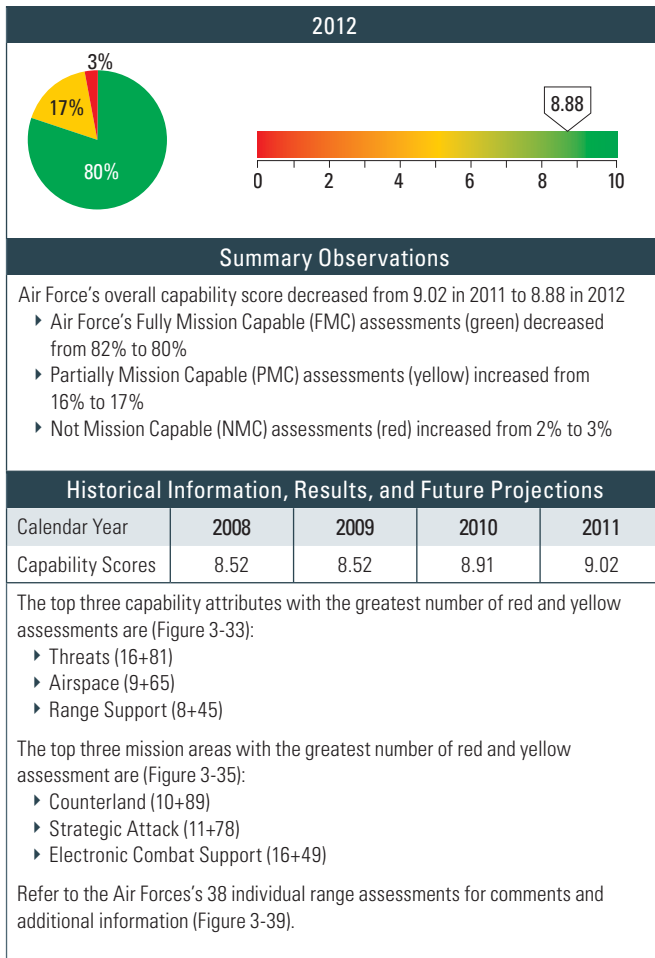 2012
3%
17%
80%
8.88
0 2 4 6 8 10
Summary Observations
Air Force's overall capability score decreased from 9.02 in 2011 to 8.88 in 2012
‣ Air Force's Fully Mission Capable (FMC) assessments (green) decreased
from 82% to 80%
‣ Partially Mission Capable (PMC) assessments (yellow) increased from
16% to 17%
‣ Not Mission Capable (NMC) assessments (red) increased from 2% to 3%
Historical Information, Results, and Future Projections
Calendar Year 2008 2009 2010 2011
Capability Scores 8.52 8.52 8.91 9.02
The top three capability attributes with the greatest number of red and yellow
assessments are (Figure 3-33):
‣ Threats (16+81)
‣ Airspace (9+65)
‣ Range Support (8+45)
The top three mission areas with the greatest number of red and yellow
assessment are (Figure 3-35):
‣ Counterland (10+89)
‣ Strategic Attack (11+78)
‣ Electronic Combat Support (16+49)
Refer to the Air Forces's 38 individual range assessments for comments and
additional information (Figure 3-39).